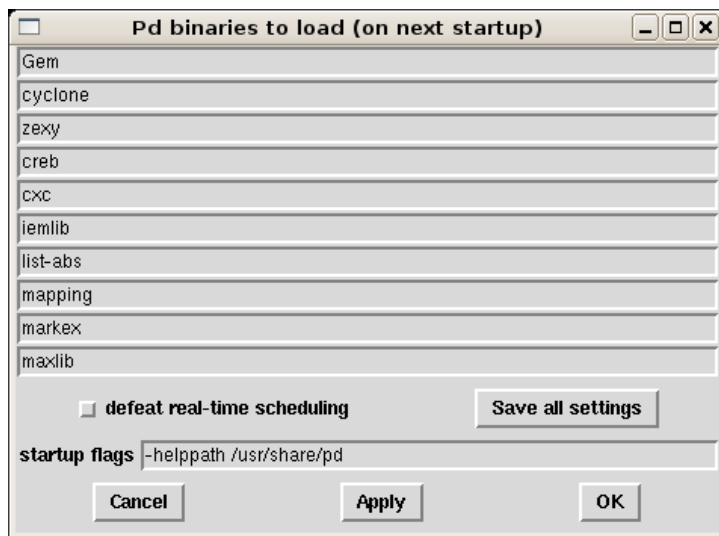 Pd binaries to load (on next startup)
Gem
cyclone
zexy
creb
cxc
iemlib
list-abs
mapping
markex
maxlib
defeat real-time scheduling Save all settings
startup flags -helppath /usr/share/pd
Cancel Apply OK